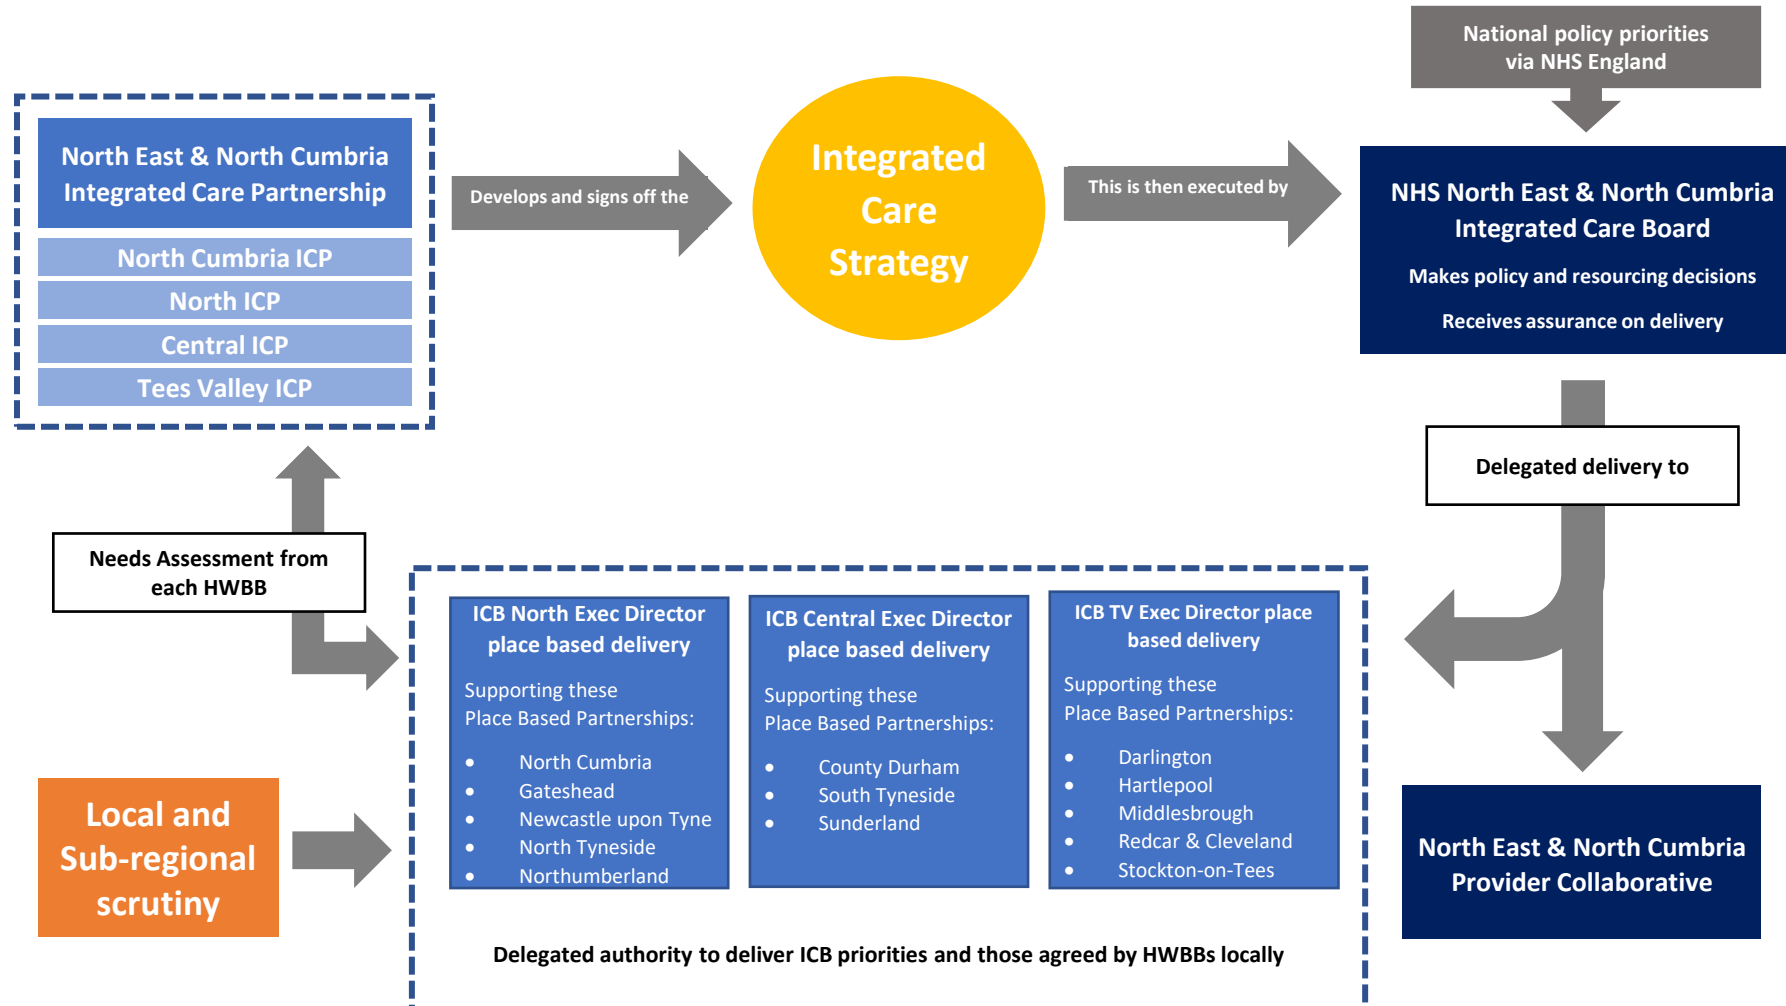 National policy priorities
via NHS England
North East & North Cumbria
Integrated Care Partnership
North Cumbria ICP
North ICP
Central ICP
Tees Valley ICP
Develops and signs off the
Integrated
Care
Strategy
This is then executed by
NHS North East & North Cumbria
Integrated Care Board
Makes policy and resourcing decisions
Receives assurance on delivery
Delegated delivery to
Needs Assessment from
each HWBB
ICB North Exec Director
place based delivery
Supporting these
Place Based Partnerships:
• North Cumbria
• Gateshead
• Newcastle upon Tyne
• North Tyneside
• Northumberland
ICB Central Exec Director
place based delivery
Supporting these
Place Based Partnerships:
• County Durham
• South Tyneside
• Sunderland
ICB TV Exec Director place
based delivery
Supporting these
Place Based Partnerships:
• Darlington
• Hartlepool
• Middlesbrough
• Redcar & Cleveland
• Stockton-on-Tees
Local and
Sub-regional
scrutiny
North East & North Cumbria
Provider Collaborative
Delegated authority to deliver ICB priorities and those agreed by HWBBs locally